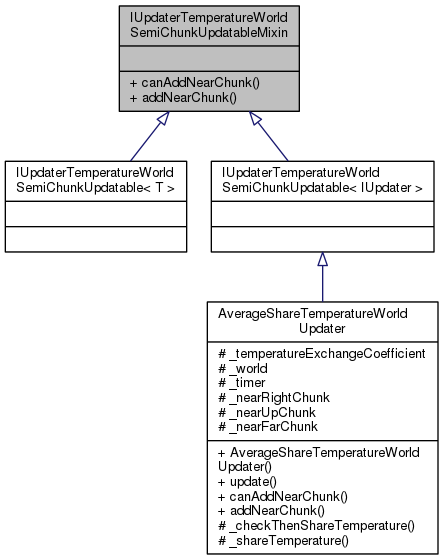 IUpdaterTemperatureWorld
SemiChunkUpdatableMixin
+ canAddNearChunk()
+ addNearChunk()
IUpdaterTemperatureWorld
SemiChunkUpdatable< T >
IUpdaterTemperatureWorld
SemiChunkUpdatable< IUpdater >
AverageShareTemperatureWorld
Updater
# _temperatureExchangeCoefficient
# _world
# _timer
# _nearRightChunk
# _nearUpChunk
# _nearFarChunk
+ AverageShareTemperatureWorld
Updater()
+ update()
+ canAddNearChunk()
+ addNearChunk()
# _checkThenShareTemperature()
# _shareTemperature()